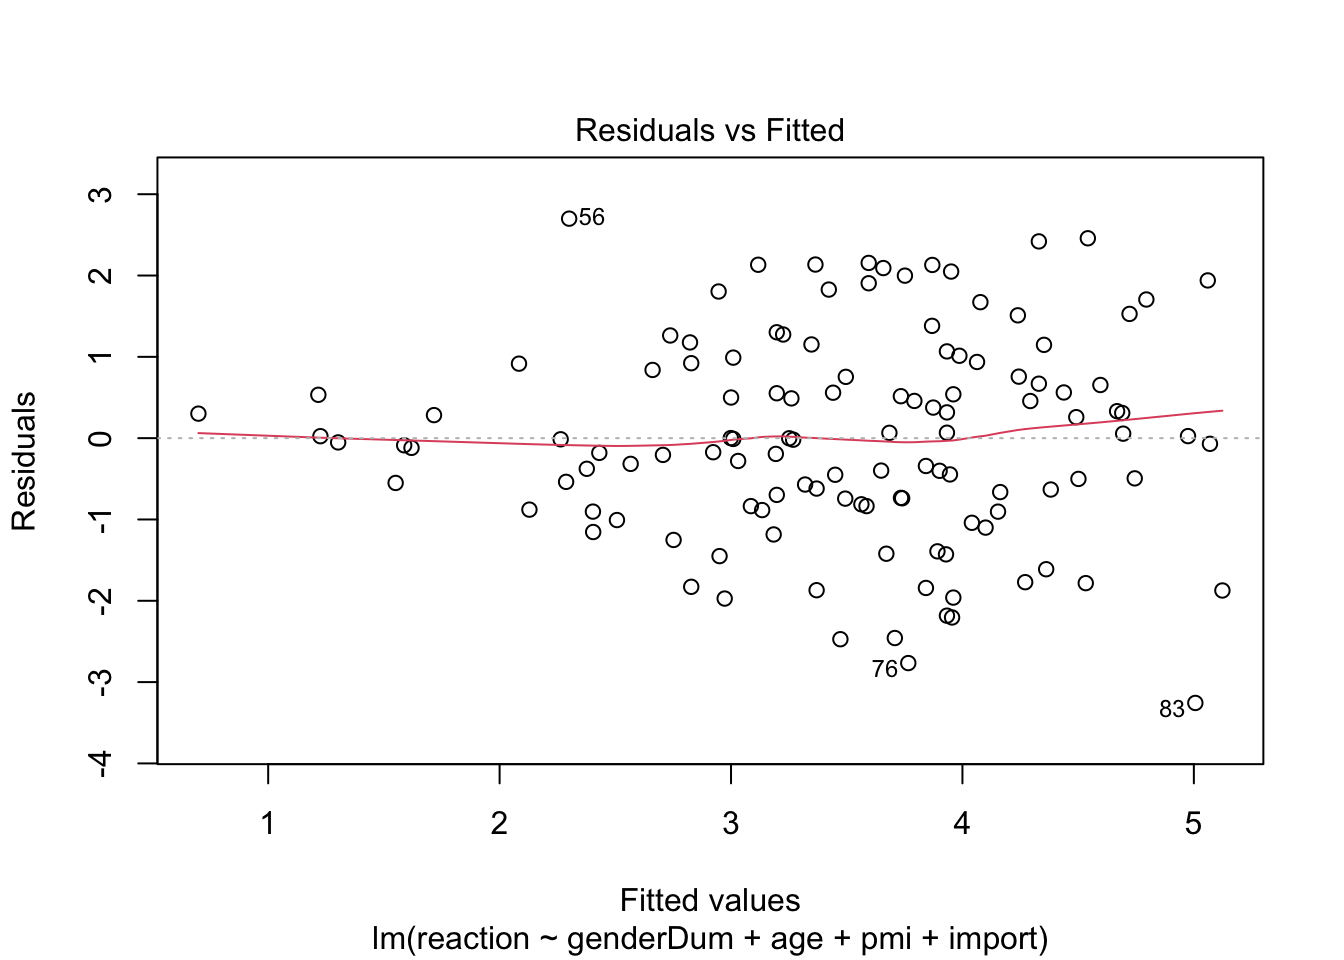 Residuals vs Fitted
Residuals
3
2
1
0
-1
-2
-3
-4
56
76
83
1 2 3 4 5
Fitted values
lm(reaction ~ genderDum + age + pmi + import)